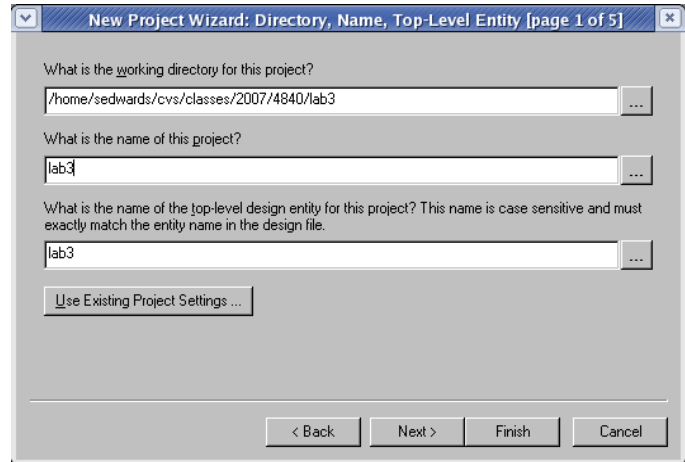 New Project Wizard: Directory, Name, Top-Level Entity [page 1 of 5]
What is the working directory for this project?
/home/sedwards/cvs/classes/2007/4840/lab3
...
What is the name of this project?
lab3
...
What is the name of the top-level design entity for this project? This name is case sensitive and must
exactly match the entity name in the design file.
lab3
...
Use Existing Project Settings ...
< Back
Next >
Finish
Cancel